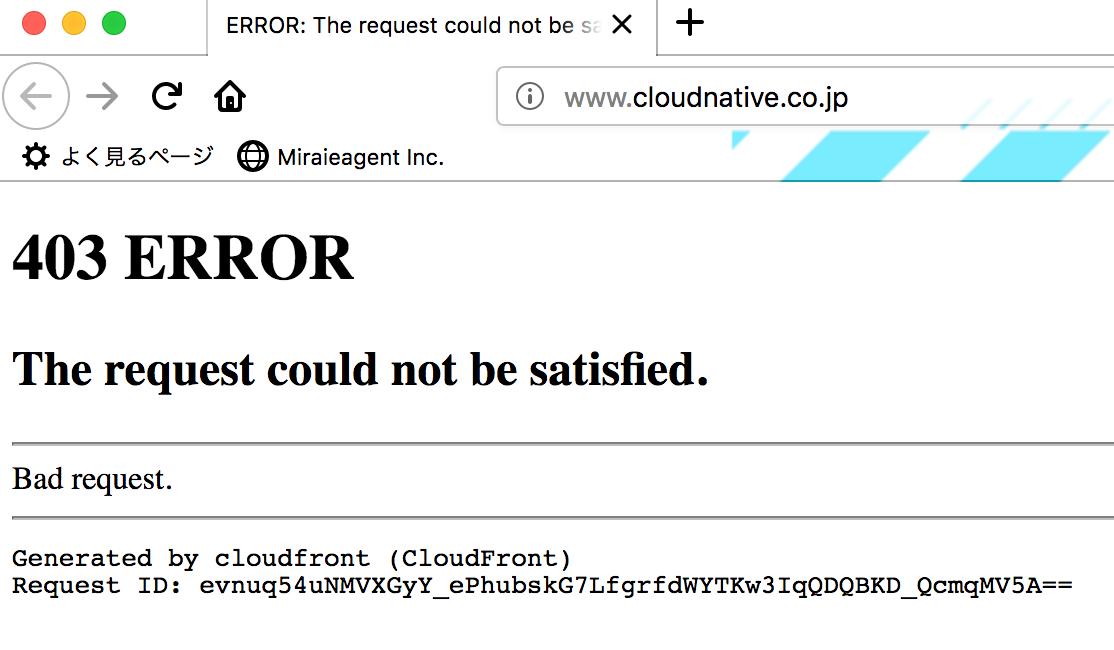 ERROR: The request could not be sa
www.cloudnative.co.jp
よく見るページ Miraieagent Inc.
403 ERROR
The request could not be satisfied.
Bad request.
Generated by cloudfront (CloudFront)
Request ID: evnuq54uNMVXGyY_ePhubskG7LfgrfdWYTKw3IqQDQBKD_QcmqMV5A==